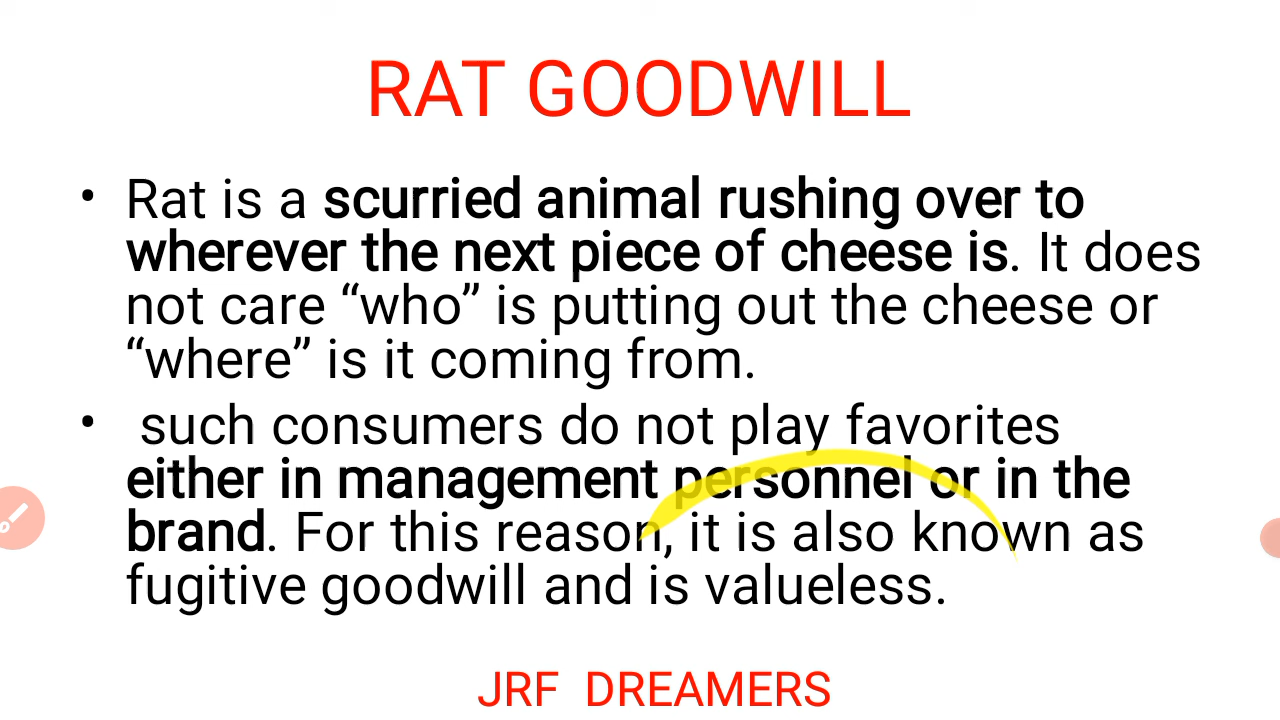 RAT GOODWILL
• Rat is a scurried animal rushing over to
wherever the next piece of cheese is. It does
not care “who” is putting out the cheese or
“where” is it coming from.
• such consumers do not play favorites
either in management personnel or in the
brand. For this reason, it is also known as
fugitive goodwill and is valueless.
JRF DREAMERS